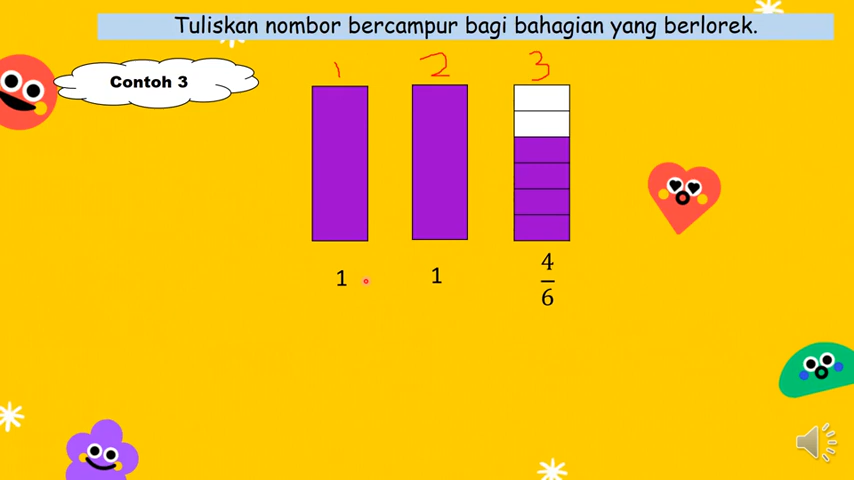 Tuliskan nombor bercampur bagi bahagian yang berlorek.
Contoh 3
1 2 3
1 1 4/6